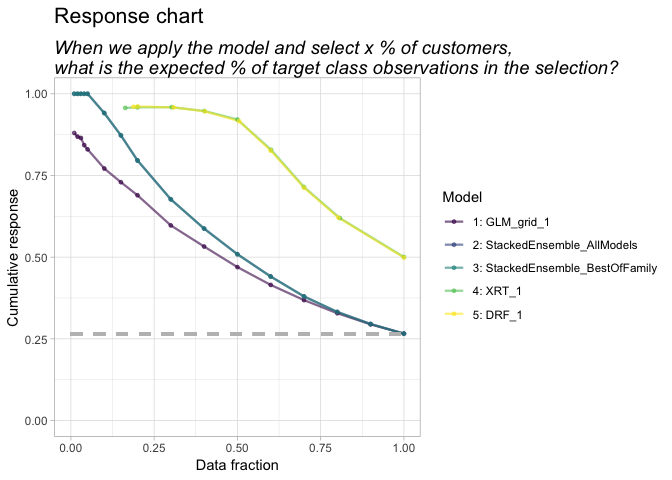 Response chart
When we apply the model and select x % of customers,
what is the expected % of target class observations in the selection?
1.00
0.75
0.50
0.25
0.00
Cumulative response
0.00 0.25 0.50 0.75 1.00
Data fraction
Model
1: GLM_grid_1
2: StackedEnsemble_AllModels
3: StackedEnsemble_BestOfFamily
4: XRT_1
5: DRF_1